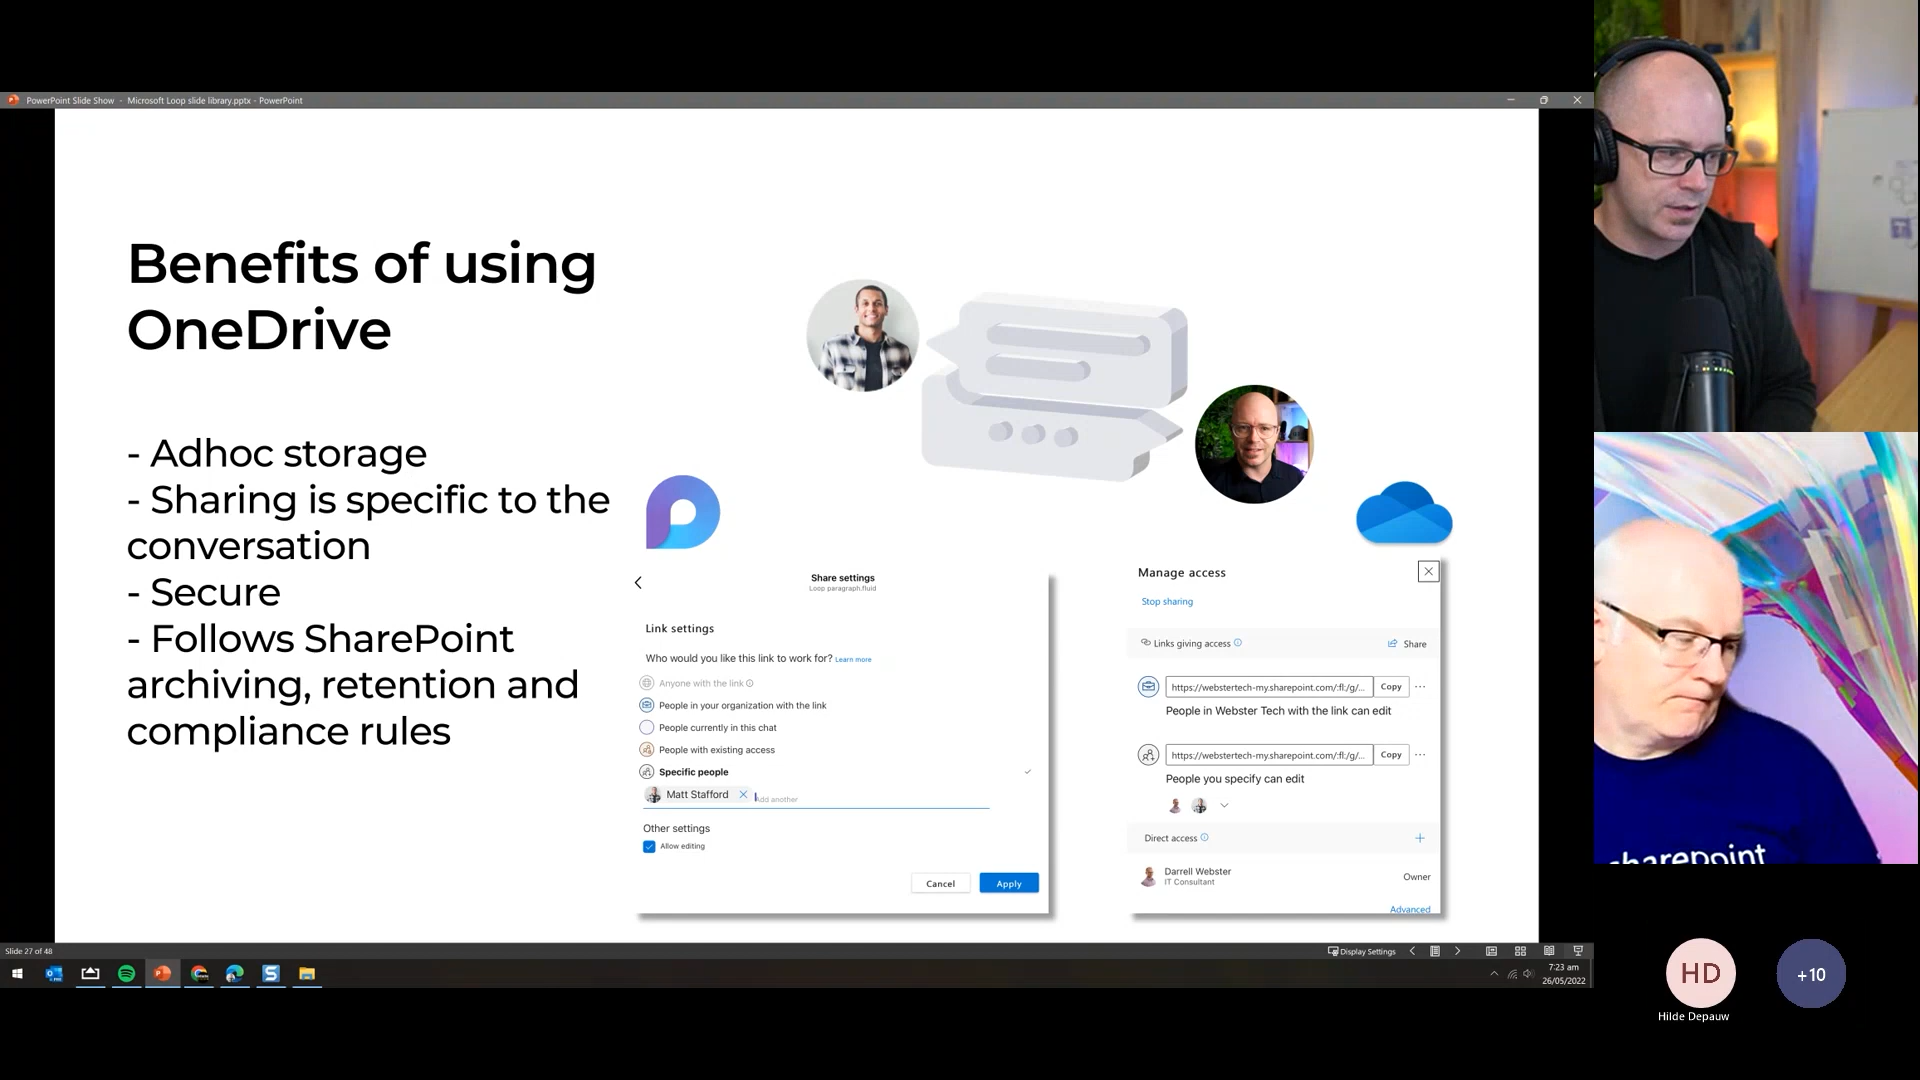 PowerPoint Slide Show - Microsoft Loop slide library.pptx - PowerPoint
Benefits of using
OneDrive
- Adhoc storage
- Sharing is specific to the
conversation
- Secure
- Follows SharePoint
archiving, retention and
compliance rules
Share settings
Loop paragraph.fluid
Link settings
Who would you like this link to work for? Learn more
Anyone with the link
People in your organization with the link
People currently in this chat
People with existing access
Specific people
Matt Stafford
Add another
Other settings
Allow editing
Cancel
Apply
Manage access
Stop sharing
Links giving access
Share
https://webstertech-my.sharepoint.com/:fl:/g/...
Copy
People in Webster Tech with the link can edit
https://webstertech-my.sharepoint.com/:fl:/g/...
Copy
People you specify can edit
Direct access
Darrell Webster
IT Consultant
Owner
Advanced
sharepoint
Slide 27 of 48
Display Settings
7:23 am
26/05/2022
HD
+10
Hilde Depauw